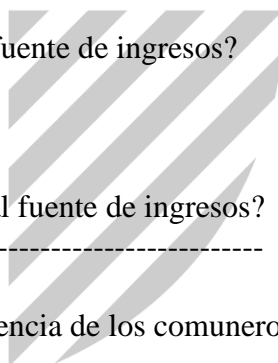 fuente de ingresos?
l fuente de ingresos?
---------------------------
encia de los comunero